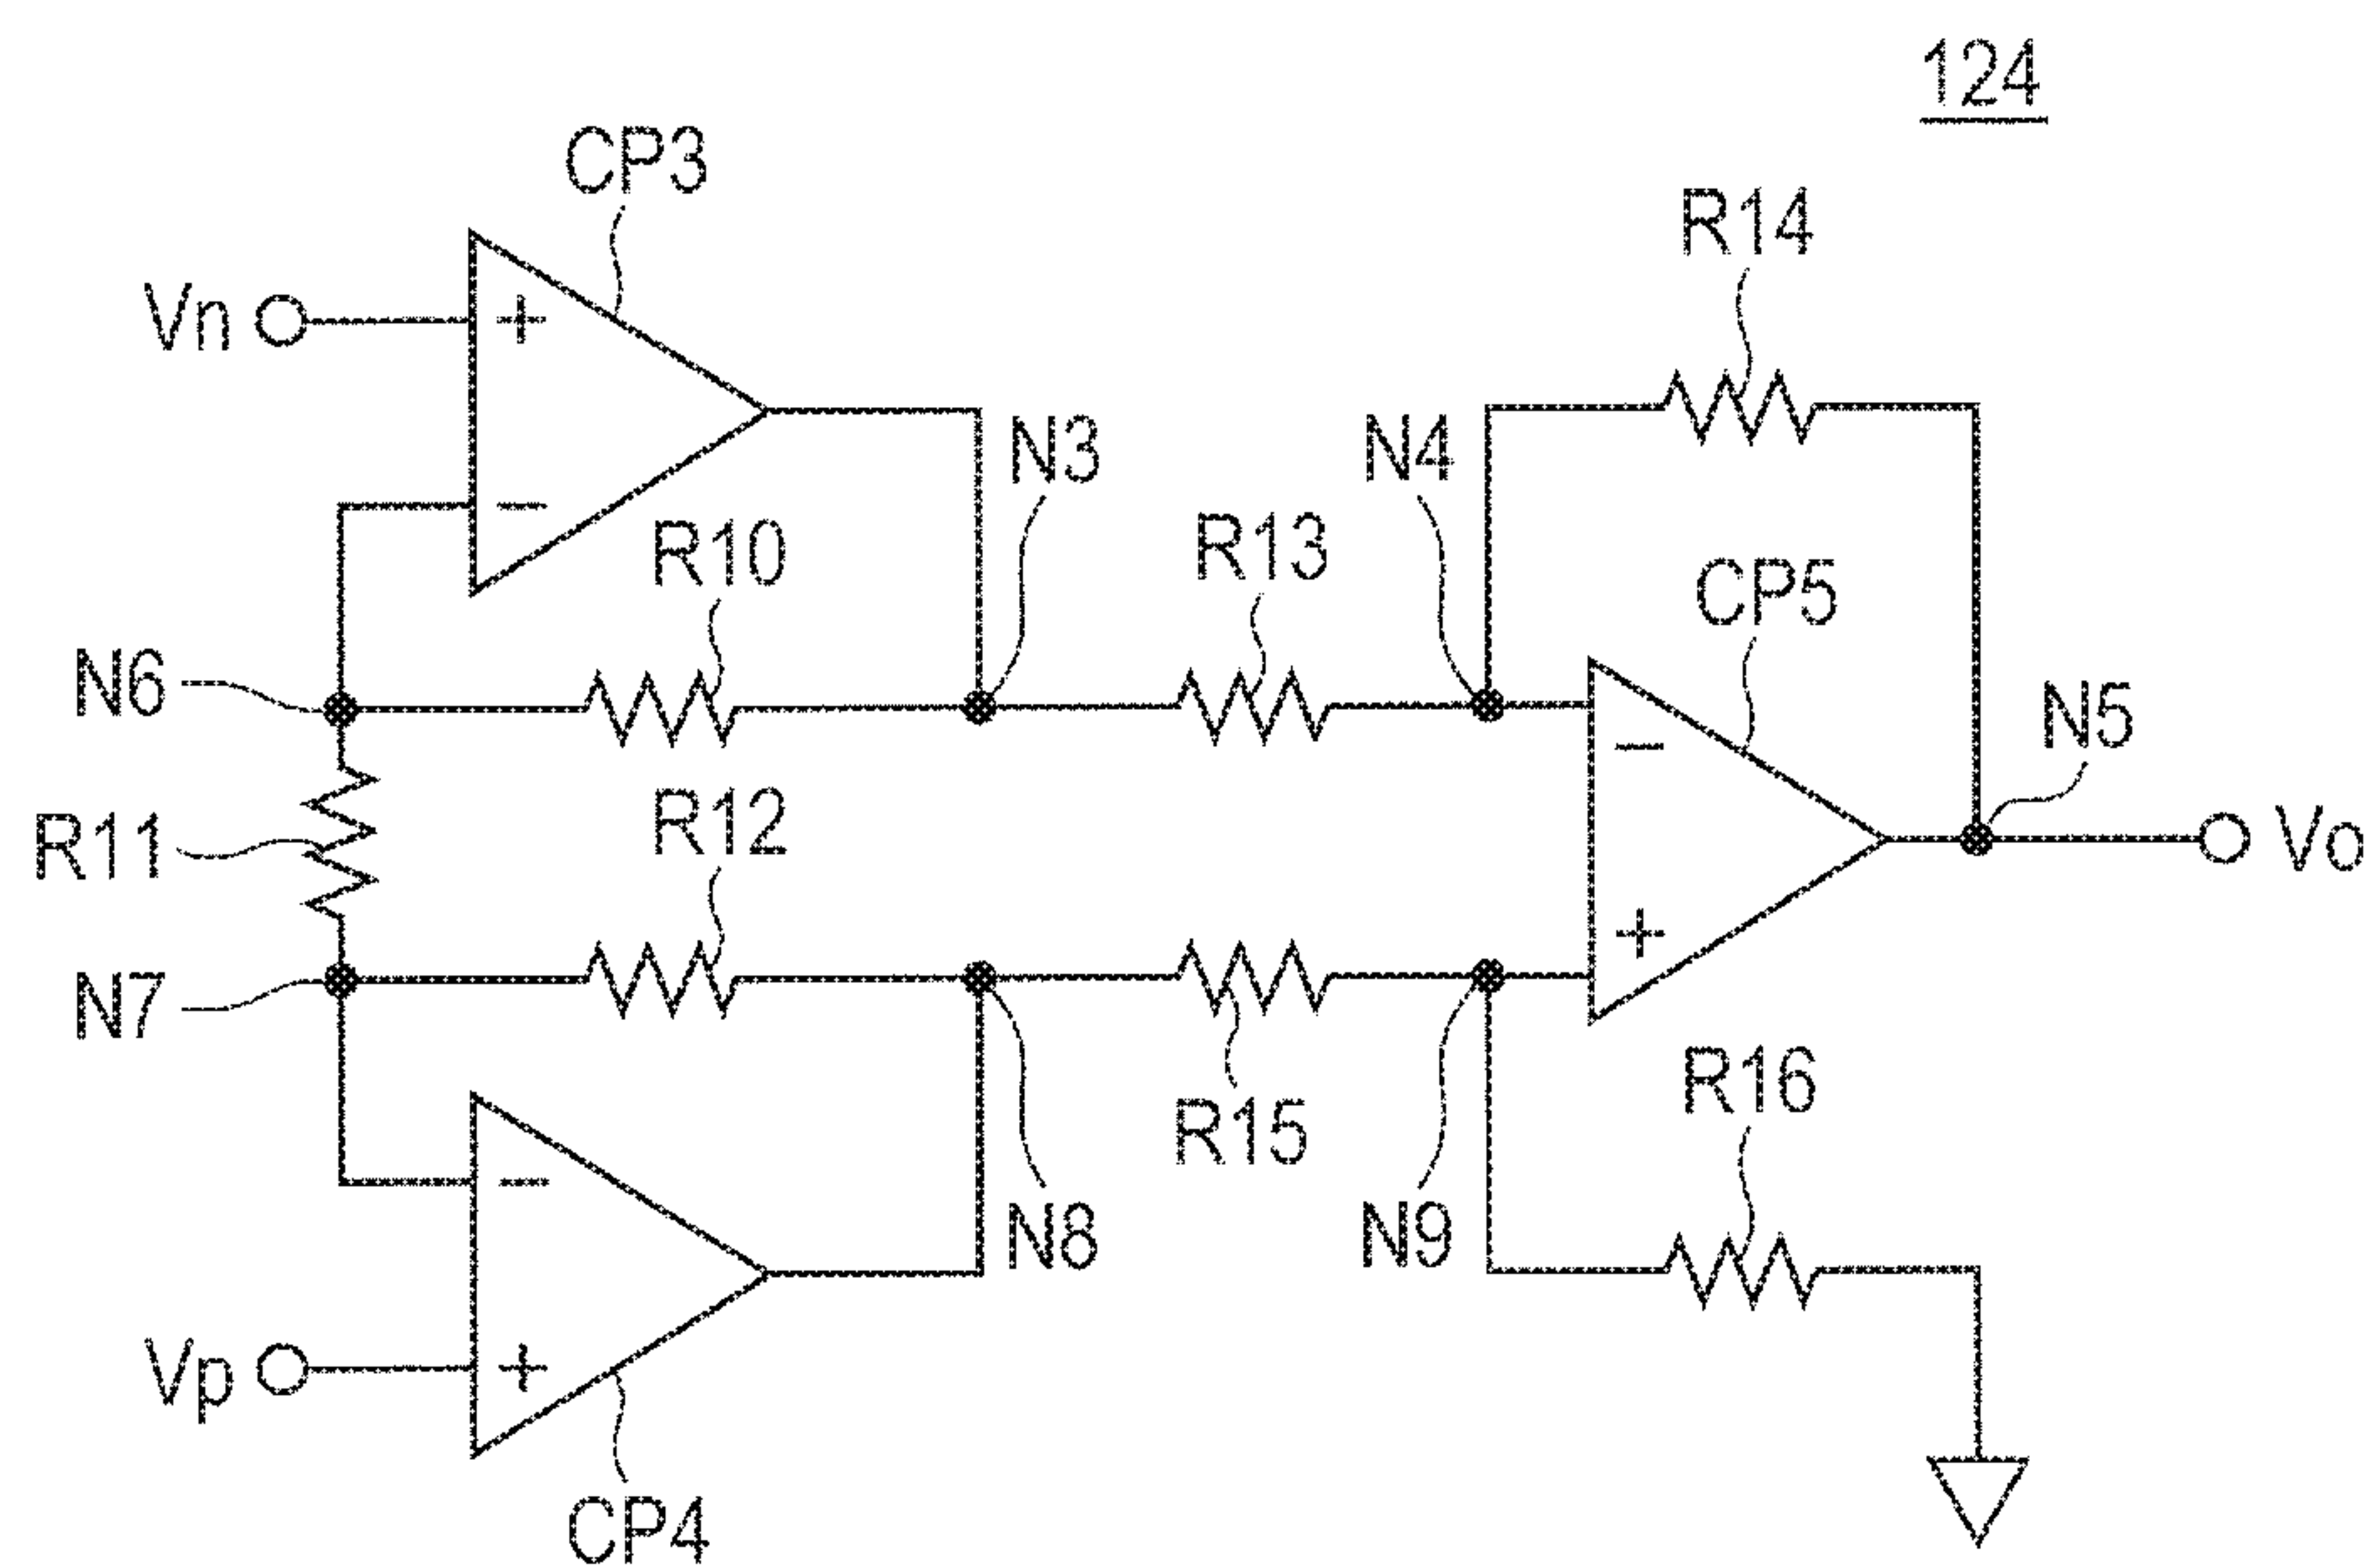 124
CP3
R14
Vn
+
N3
N4
−
R10
R13
CP5
N6
N5
−
R12
R11
Vo
+
N7
R16
R15
−
N8
N9
Vp
+
CP4